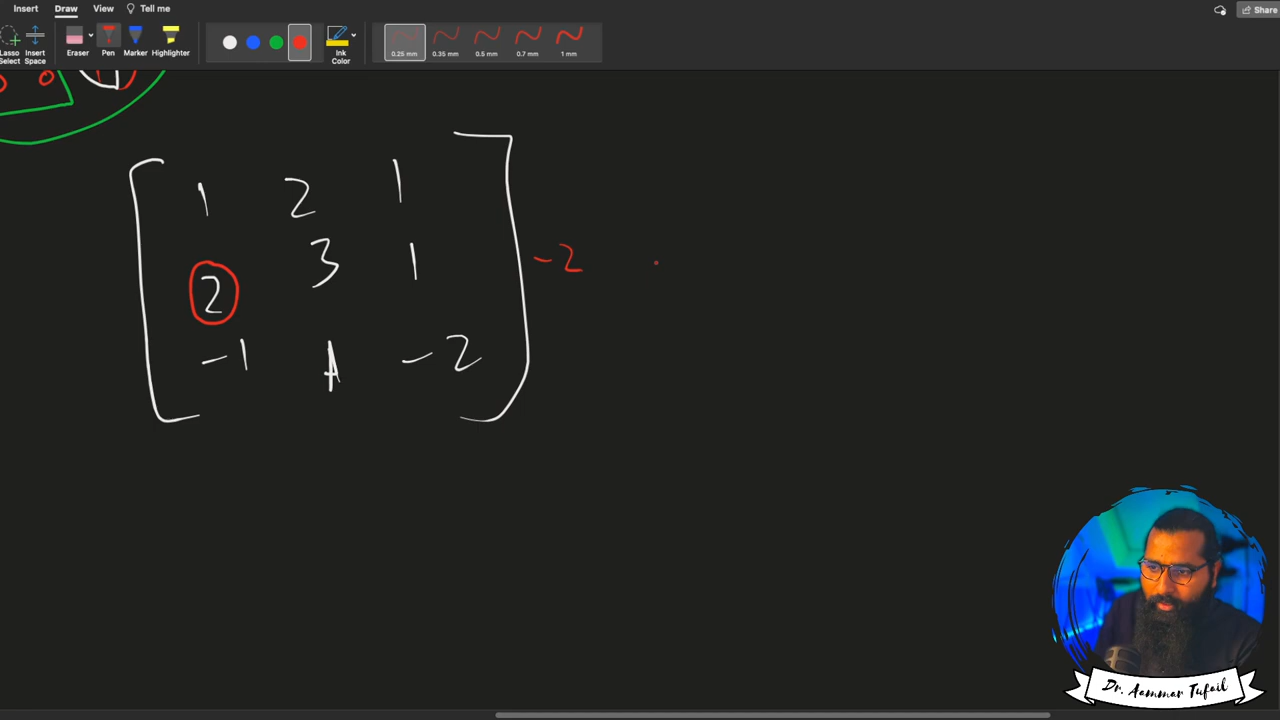 Insert Draw View Tell me
Share
Lasso Select
Insert Space
Eraser
Pen
Marker
Highlighter
Ink Color
0.25 mm
0.35 mm
0.5 mm
0.7 mm
1 mm
1 2 1
2 3 1 -2
-1 1 -2
Dr. Aammar Tufail